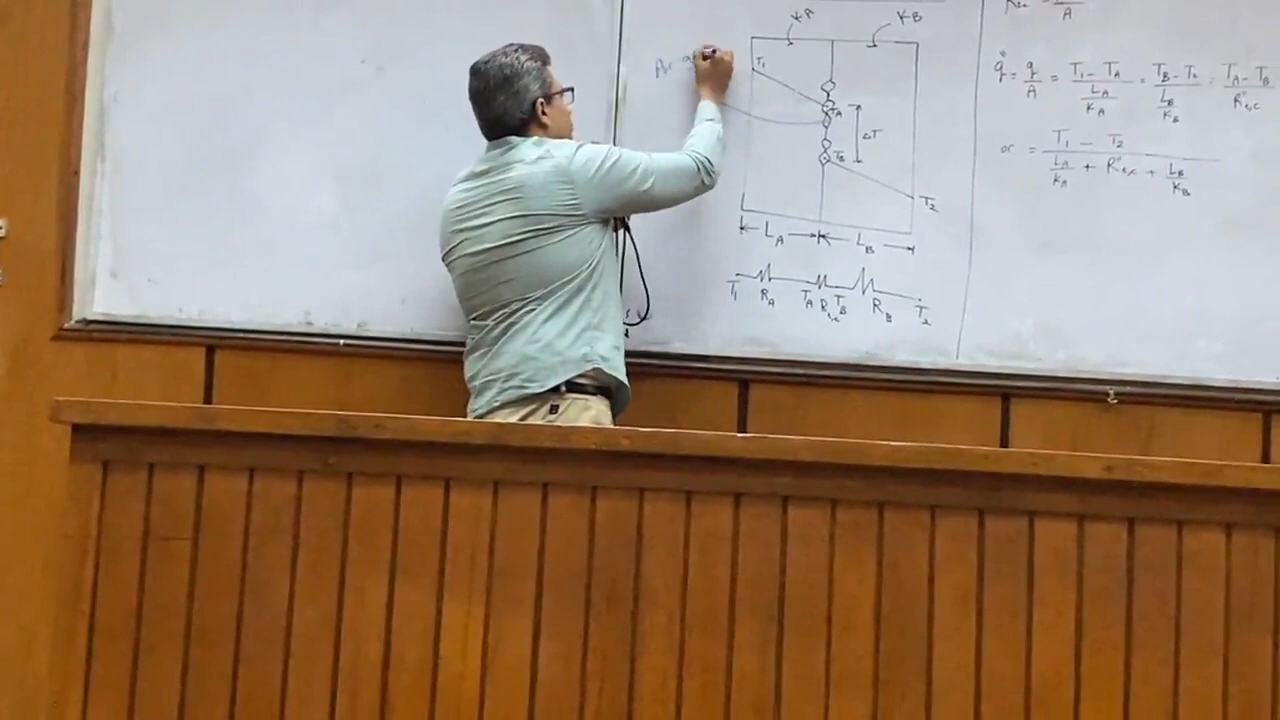 KA KB
T₁
TA
ΔT
TB
T₂
LA LB
T₁ RA TA Rt,c TB RB T₂
A
q̇ = q/A = (T₁ - TA)/(LA/KA) = (TB - T₂)/(LB/KB) = (TA - TB)/R"t,c
or = (T₁ - T₂)/(LA/KA + R"t,c + LB/KB)